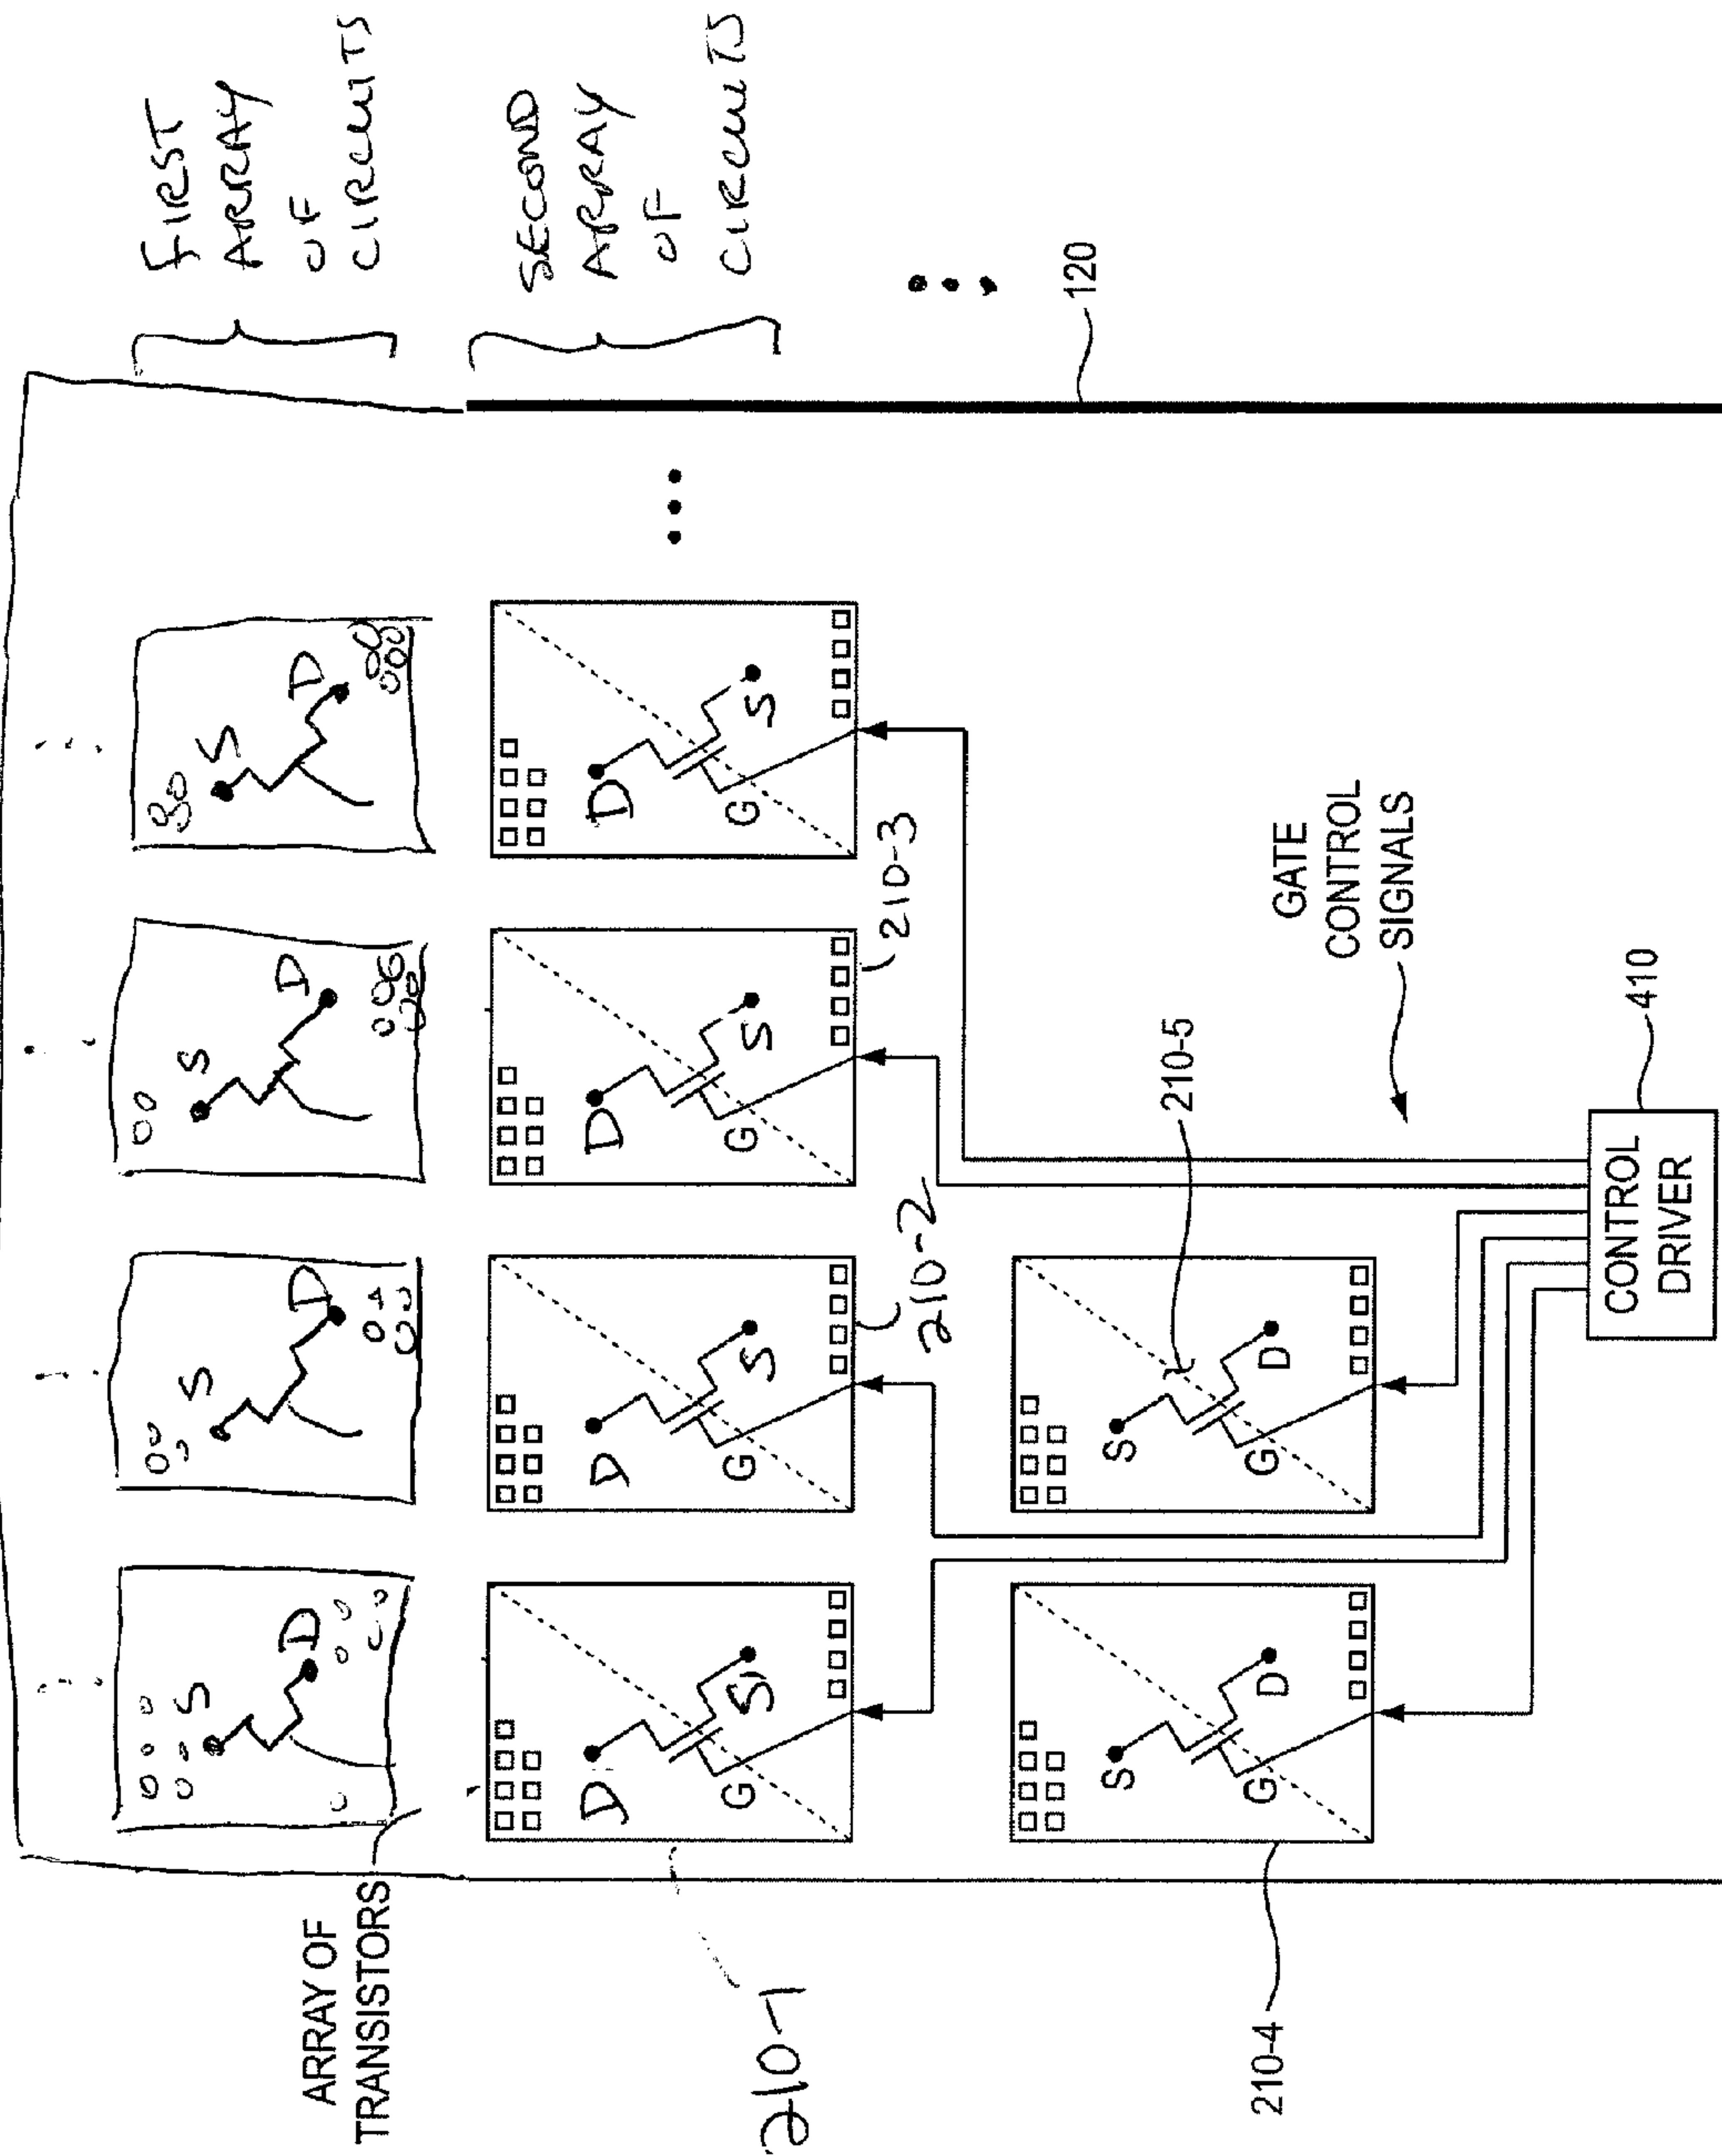 FIRST
ARRAY
OF
CIRCUITS
SECOND
ARRAY
OF
CIRCUITS
120
ARRAY OF
TRANSISTORS
S
D
S
D
S
D
S
D
D
G
S
D
G
S
D
G
S
D
G
S
210-1
210-2
210-3
S
G
D
S
G
D
210-4
210-5
GATE
CONTROL
SIGNALS
CONTROL
DRIVER
410